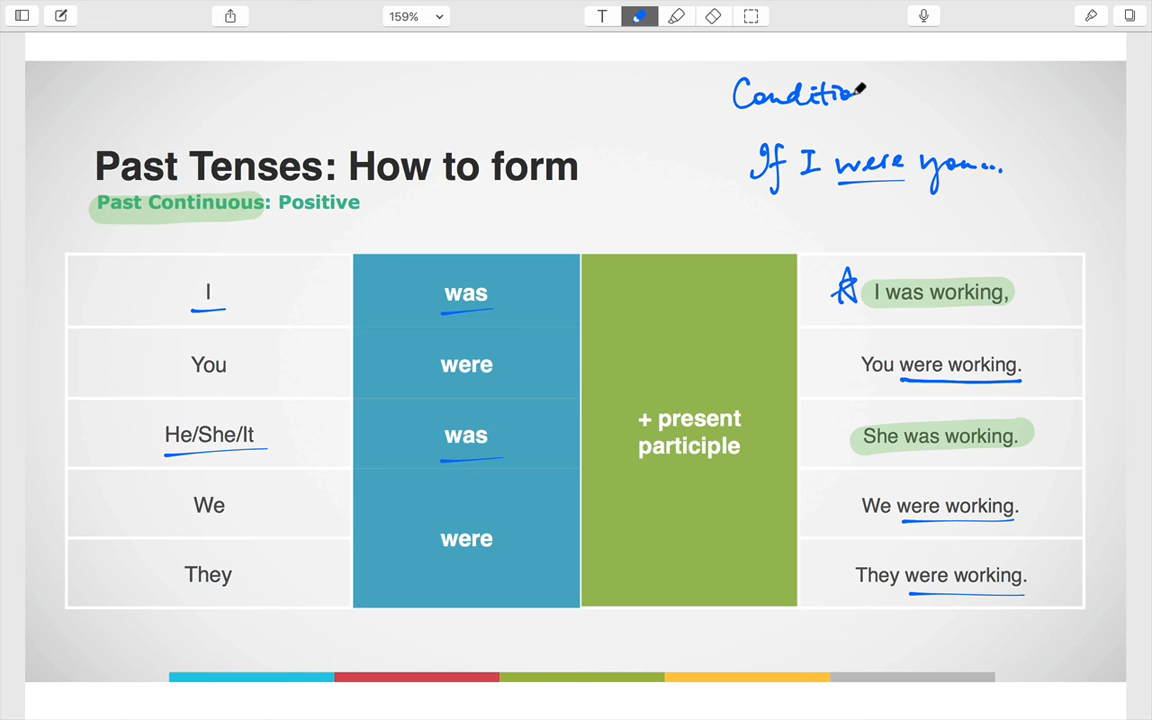 159%
T
Conditio
Past Tenses: How to form
If I were you...
Past Continuous: Positive
I was I was working,
You were You were working.
+ present
participle
He/She/It was She was working.
We We were working.
were
They They were working.